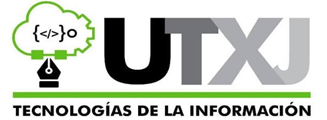 {</>}
UTXJ
TECNOLOGÍAS DE LA INFORMACIÓN